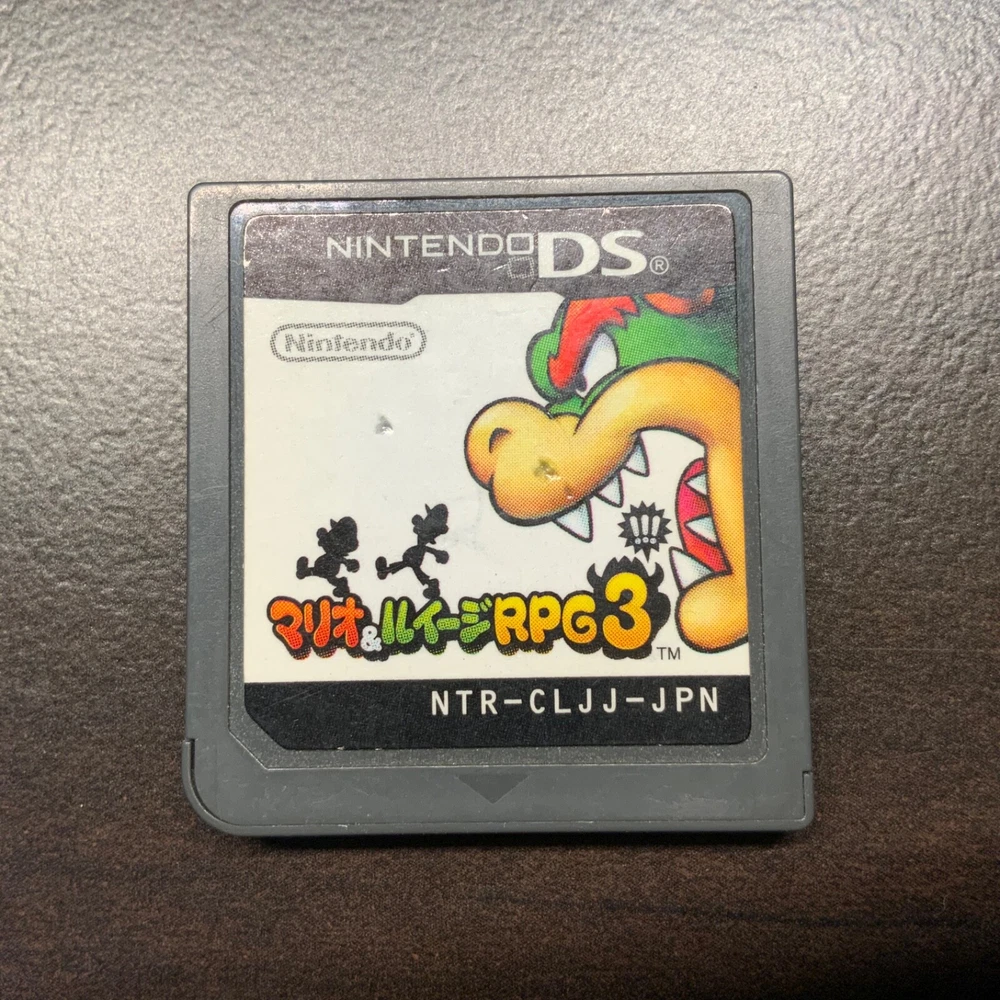 NINTENDO DS®
Nintendo®
!!!
マリオ&ルイージRPG3™
NTR-CLJJ-JPN